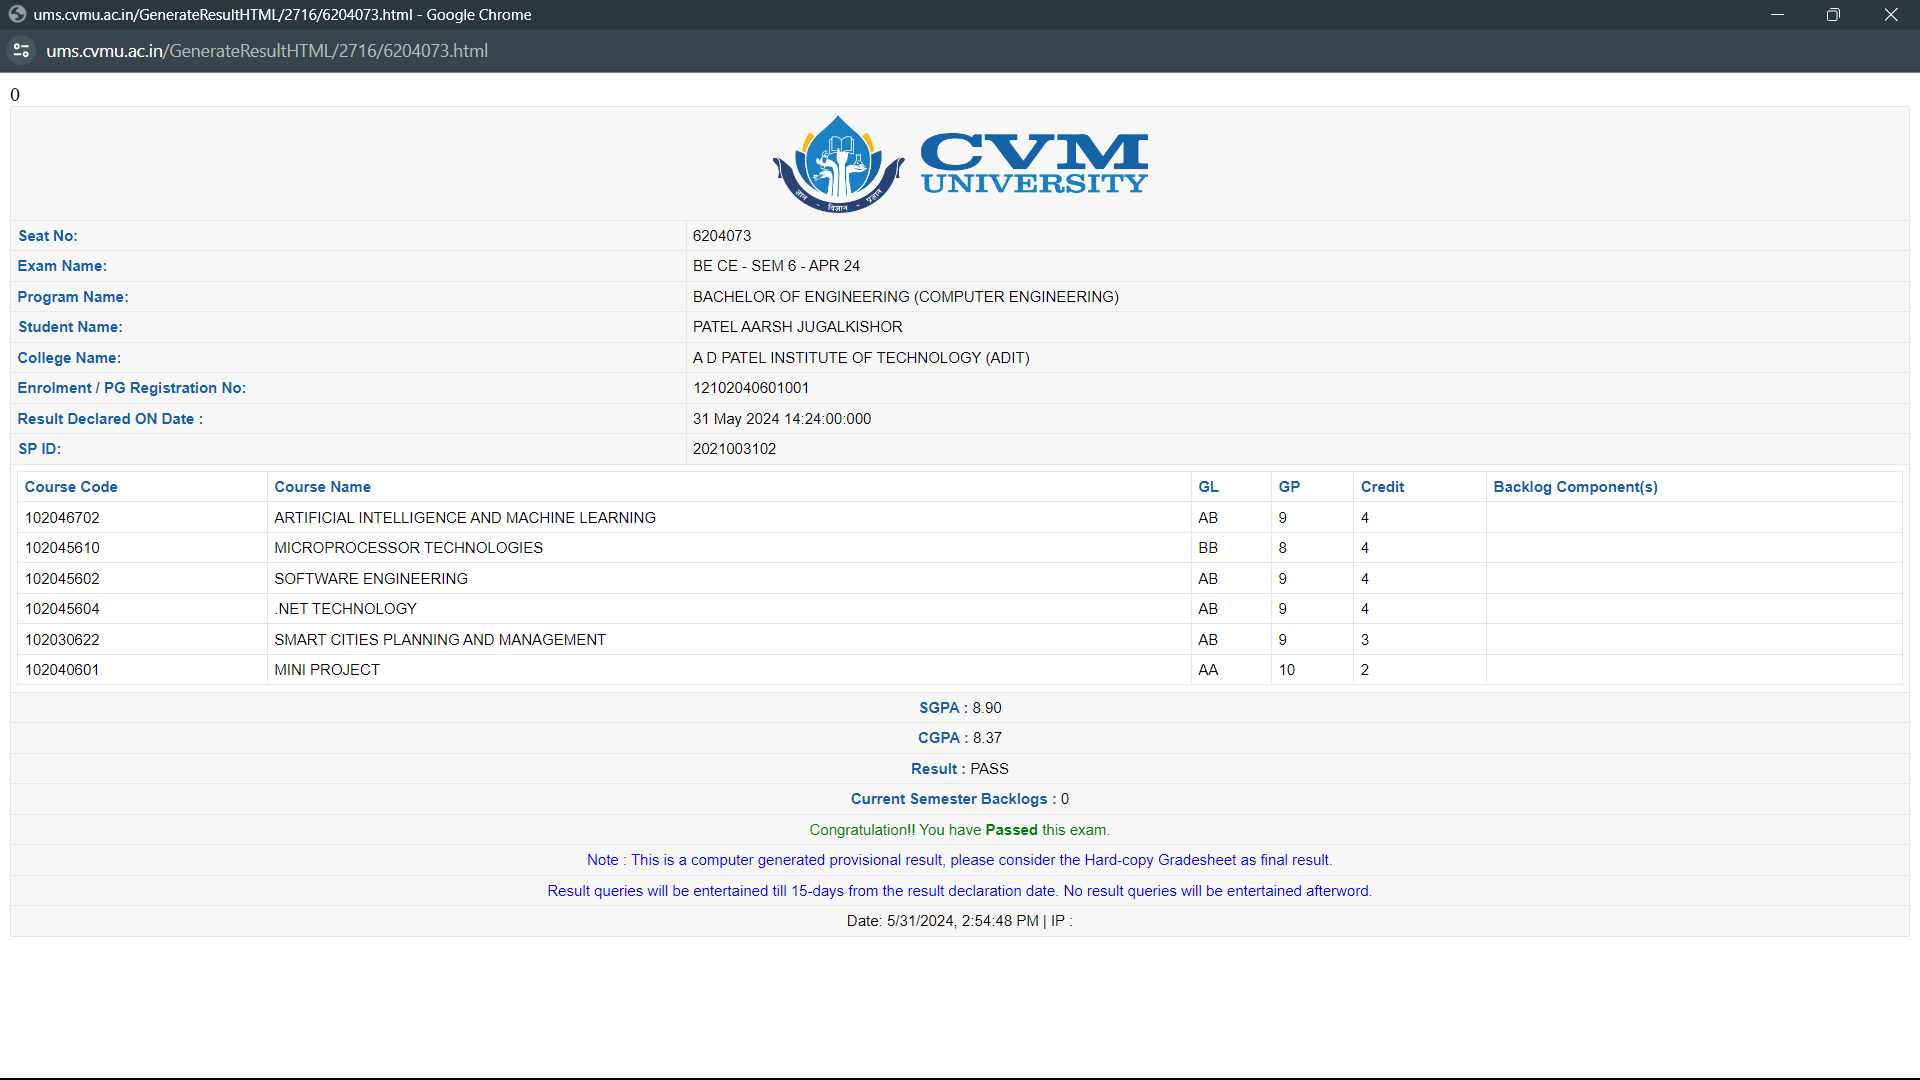 ums.cvmu.ac.in/GenerateResultHTML/2716/6204073.html - Google Chrome
ums.cvmu.ac.in/GenerateResultHTML/2716/6204073.html
0
CVM
UNIVERSITY
ज्ञान - विज्ञान - प्रज्ञान
Seat No: 6204073
Exam Name: BE CE - SEM 6 - APR 24
Program Name: BACHELOR OF ENGINEERING (COMPUTER ENGINEERING)
Student Name: PATEL AARSH JUGALKISHOR
College Name: A D PATEL INSTITUTE OF TECHNOLOGY (ADIT)
Enrolment / PG Registration No: 12102040601001
Result Declared ON Date : 31 May 2024 14:24:00:000
SP ID: 2021003102
Course Code Course Name GL GP Credit Backlog Component(s)
102046702 ARTIFICIAL INTELLIGENCE AND MACHINE LEARNING AB 9 4
102045610 MICROPROCESSOR TECHNOLOGIES BB 8 4
102045602 SOFTWARE ENGINEERING AB 9 4
102045604 .NET TECHNOLOGY AB 9 4
102030622 SMART CITIES PLANNING AND MANAGEMENT AB 9 3
102040601 MINI PROJECT AA 10 2
SGPA : 8.90
CGPA : 8.37
Result : PASS
Current Semester Backlogs : 0
Congratulation!! You have Passed this exam.
Note : This is a computer generated provisional result, please consider the Hard-copy Gradesheet as final result.
Result queries will be entertained till 15-days from the result declaration date. No result queries will be entertained afterword.
Date: 5/31/2024, 2:54:48 PM | IP :